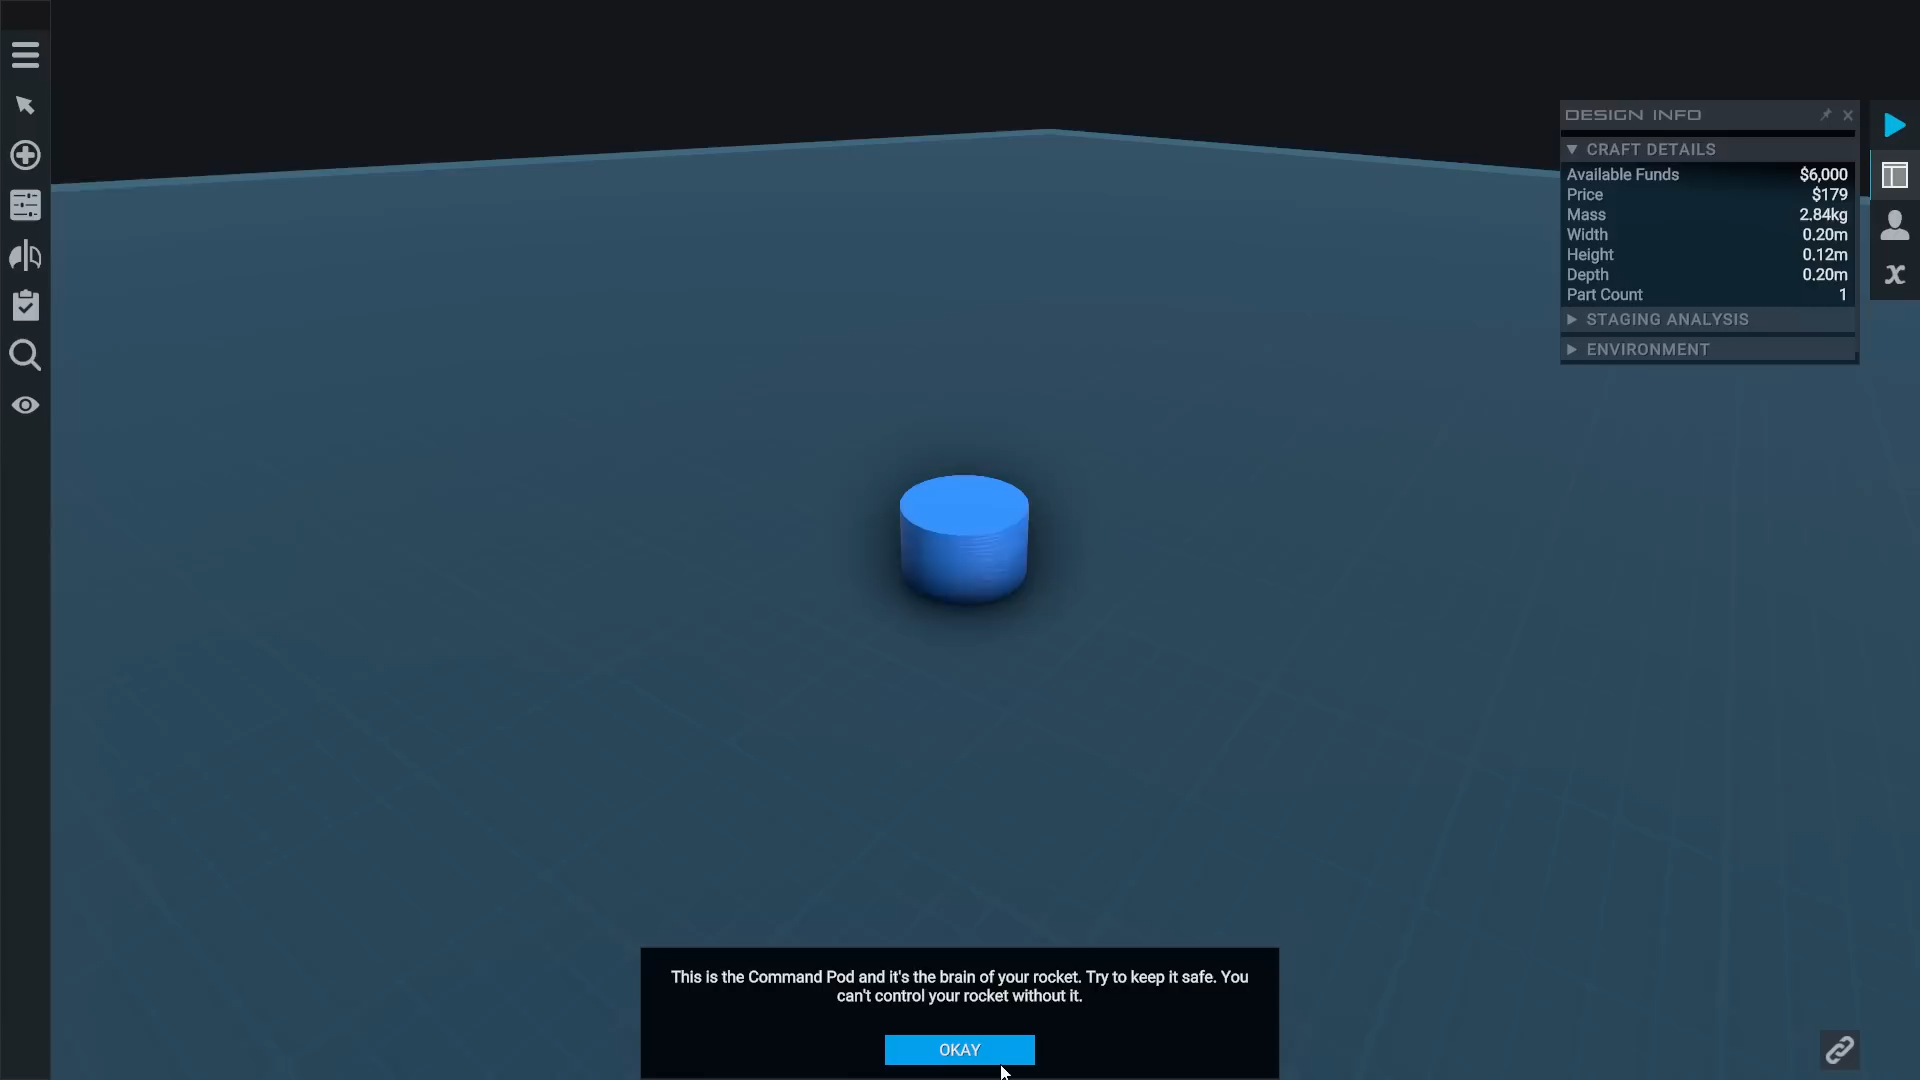 DESIGN INFO
CRAFT DETAILS
Available Funds $6,000
Price $179
Mass 2.84kg
Width 0.20m
Height 0.12m
Depth 0.20m
Part Count 1
STAGING ANALYSIS
ENVIRONMENT
This is the Command Pod and it's the brain of your rocket. Try to keep it safe. You
can't control your rocket without it.
OKAY